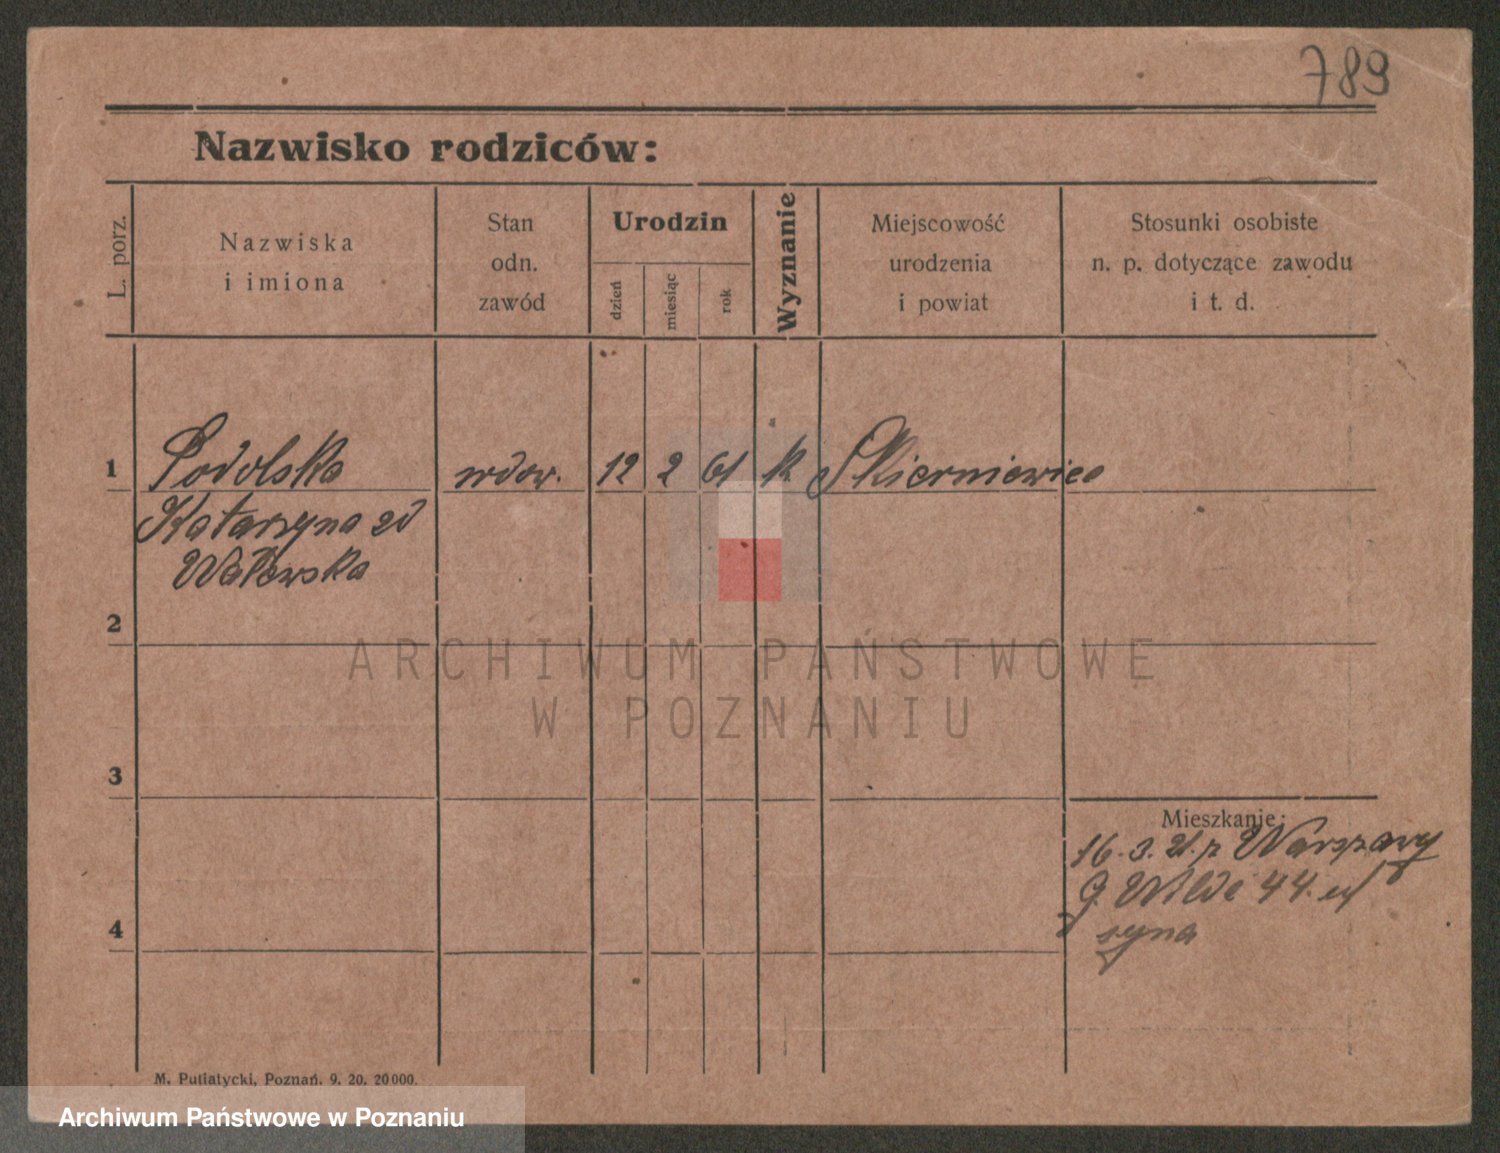 789
Nazwisko rodziców:
L. porz.
Nazwiska
i imiona
Stan
odn.
zawód
Urodzin
dzień
miesiąc
rok
Wyznanie
Miejscowość
urodzenia
i powiat
Stosunki osobiste
n. p. dotyczące zawodu
i t. d.
1
Podolska
wdow.
12
2
61
k.
Skierniewice
Katarzyna zd
2
ARCHIWUM PAŃSTWOWE
W POZNANIU
3
Mieszkanie:
16. 3. 21. z Warszawy
G. Wilda 44.
4
syna
M. Putiatycki, Poznań. 9. 20. 20000.
Archiwum Państwowe w Poznaniu